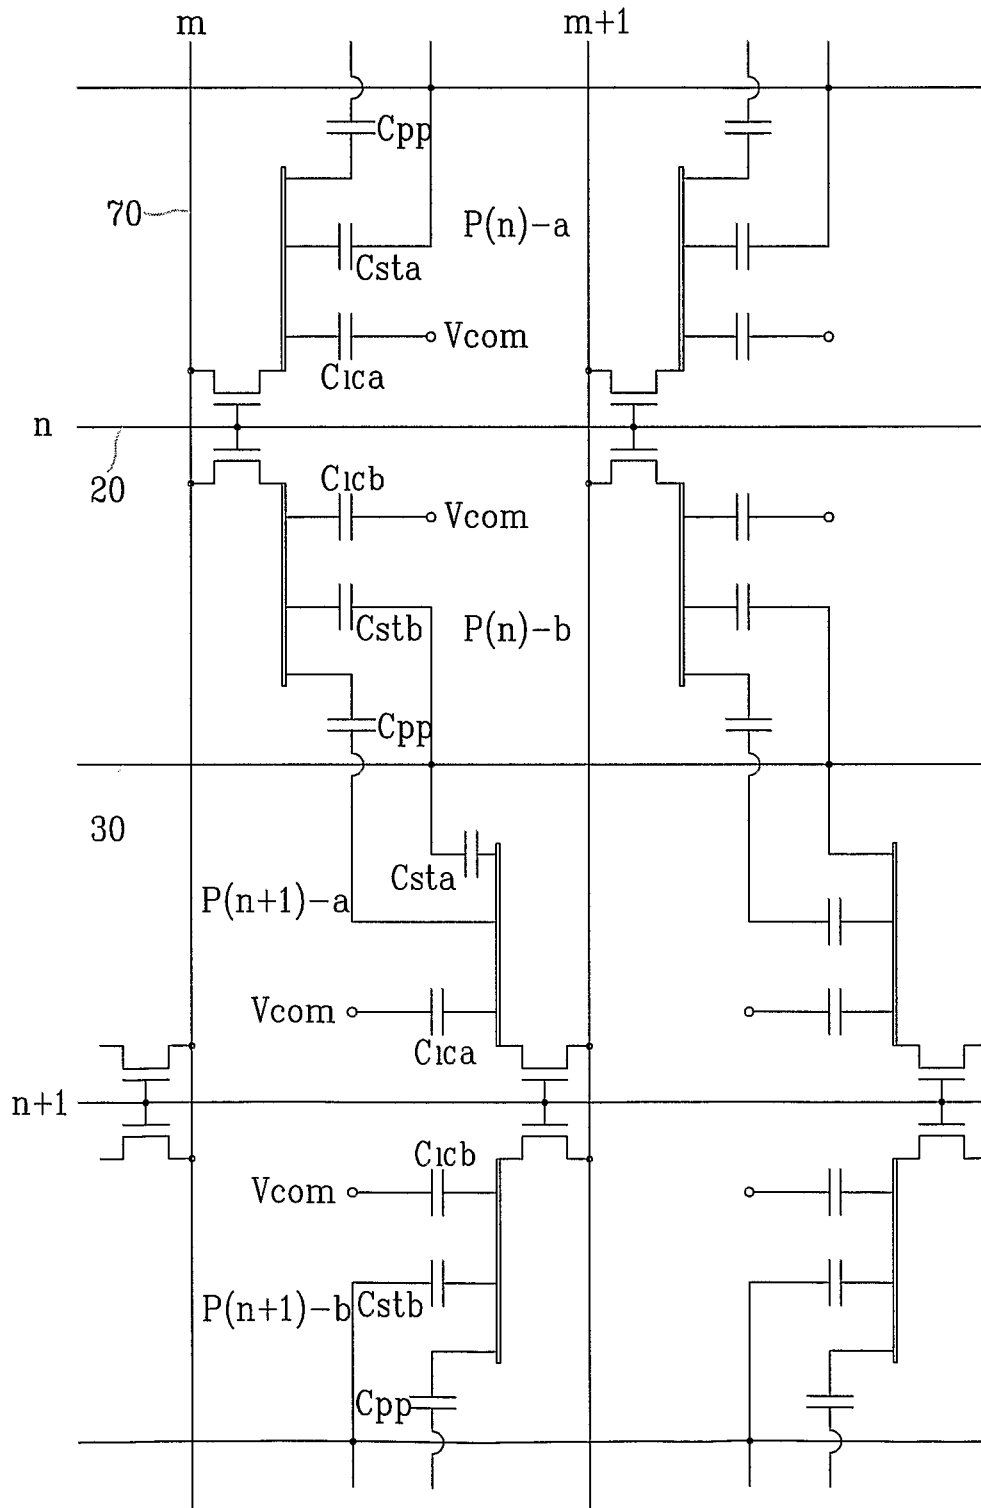 m
m+1
Cpp
70
P(n)-a
Csta
Vcom
Clca
n
20
Clcb
Vcom
Cstb
P(n)-b
Cpp
30
Csta
P(n+1)-a
Vcom
Clca
n+1
Clcb
Vcom
P(n+1)-b
Cstb
Cpp